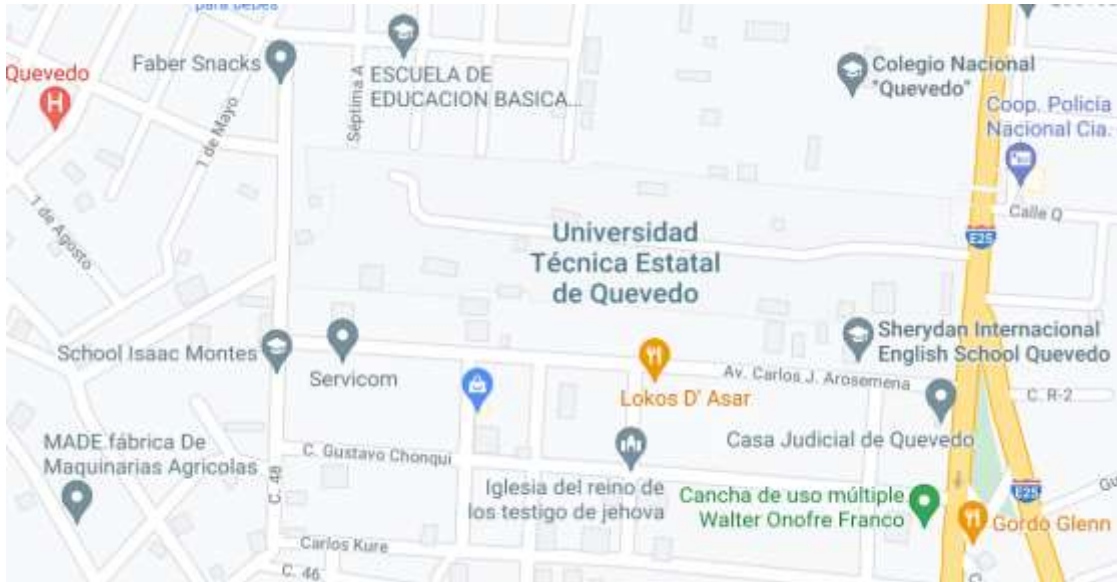 para bebés
Faber Snacks
ESCUELA DE
EDUCACION BASICA...
Séptima A
Quevedo
H
1 de Mayo
Colegio Nacional
"Quevedo"
Coop. Policía
Nacional Cia.
Calle Q
E25
1 de Agosto
Universidad
Técnica Estatal
de Quevedo
School Isaac Montes
Servicom
Lokos D' Asar
Sherydan Internacional
English School Quevedo
Av. Carlos J. Arosemena
C. R-2
Casa Judicial de Quevedo
MADE.fábrica De
Maquinarias Agricolas
C. 48
C. Gustavo Chonqui
Iglesia del reino de
los testigo de jehova
Cancha de uso múltiple
Walter Onofre Franco
E25
Gordo Glenn
Carlos Kure
C. 46